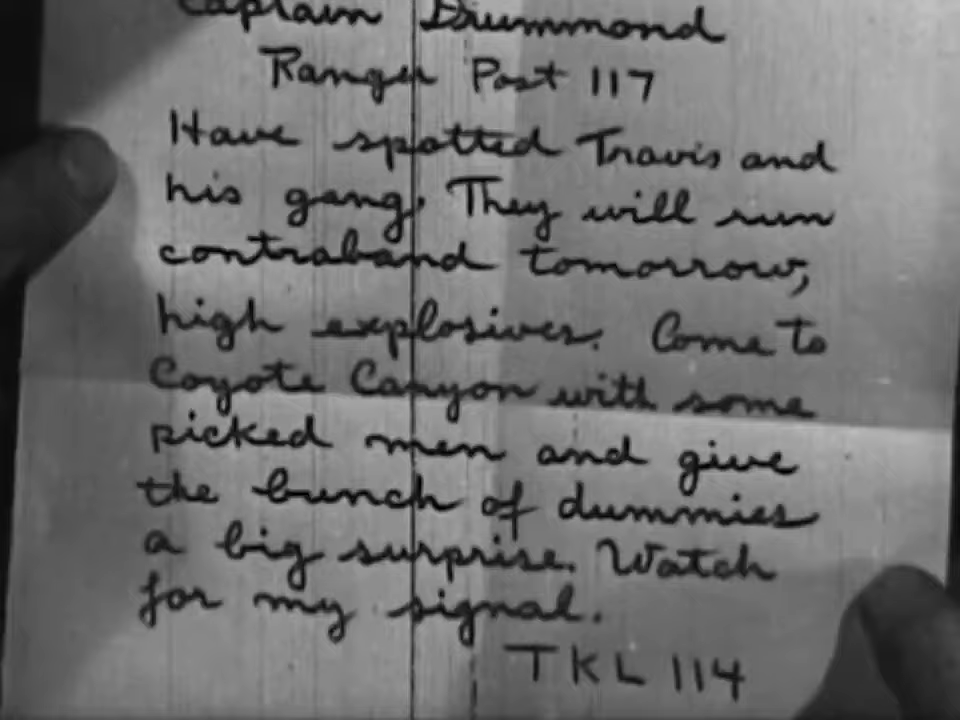 Captain Drummond
Ranger Post 117
Have spotted Travis and
his gang. They will run
contraband tomorrow,
high explosives. Come to
Coyote Canyon with some
picked men and give
the bunch of dummies
a big surprise. Watch
for my signal.
TKL 114